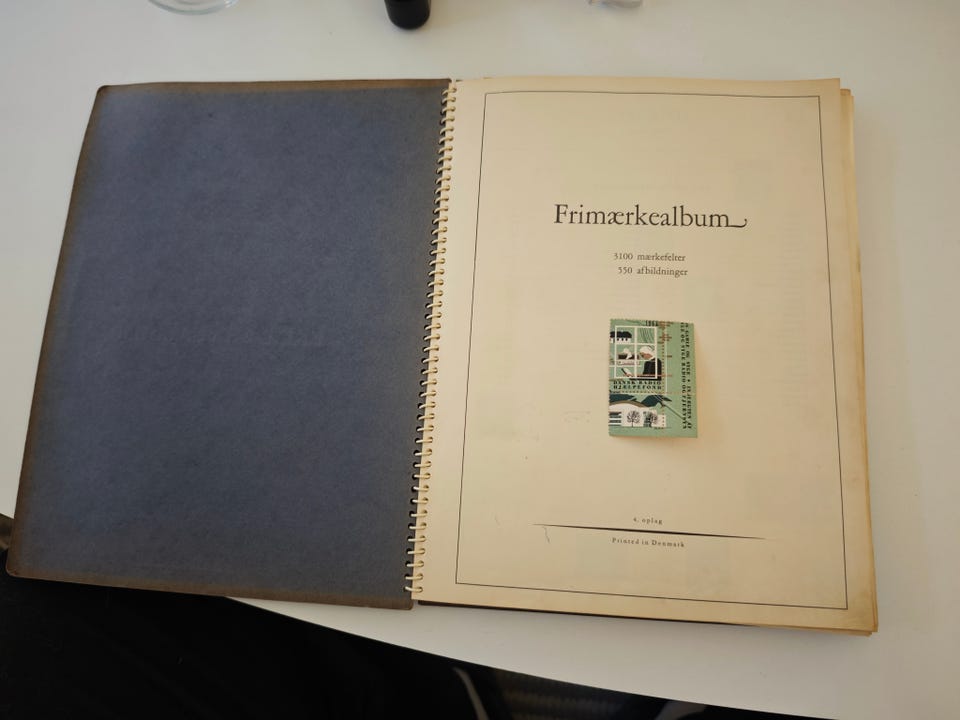 Frimærkealbum
3100 mærkefelter
550 afbildninger
DANSK RADIO
HJÆLPEFOND
4. oplag
Printed in Denmark